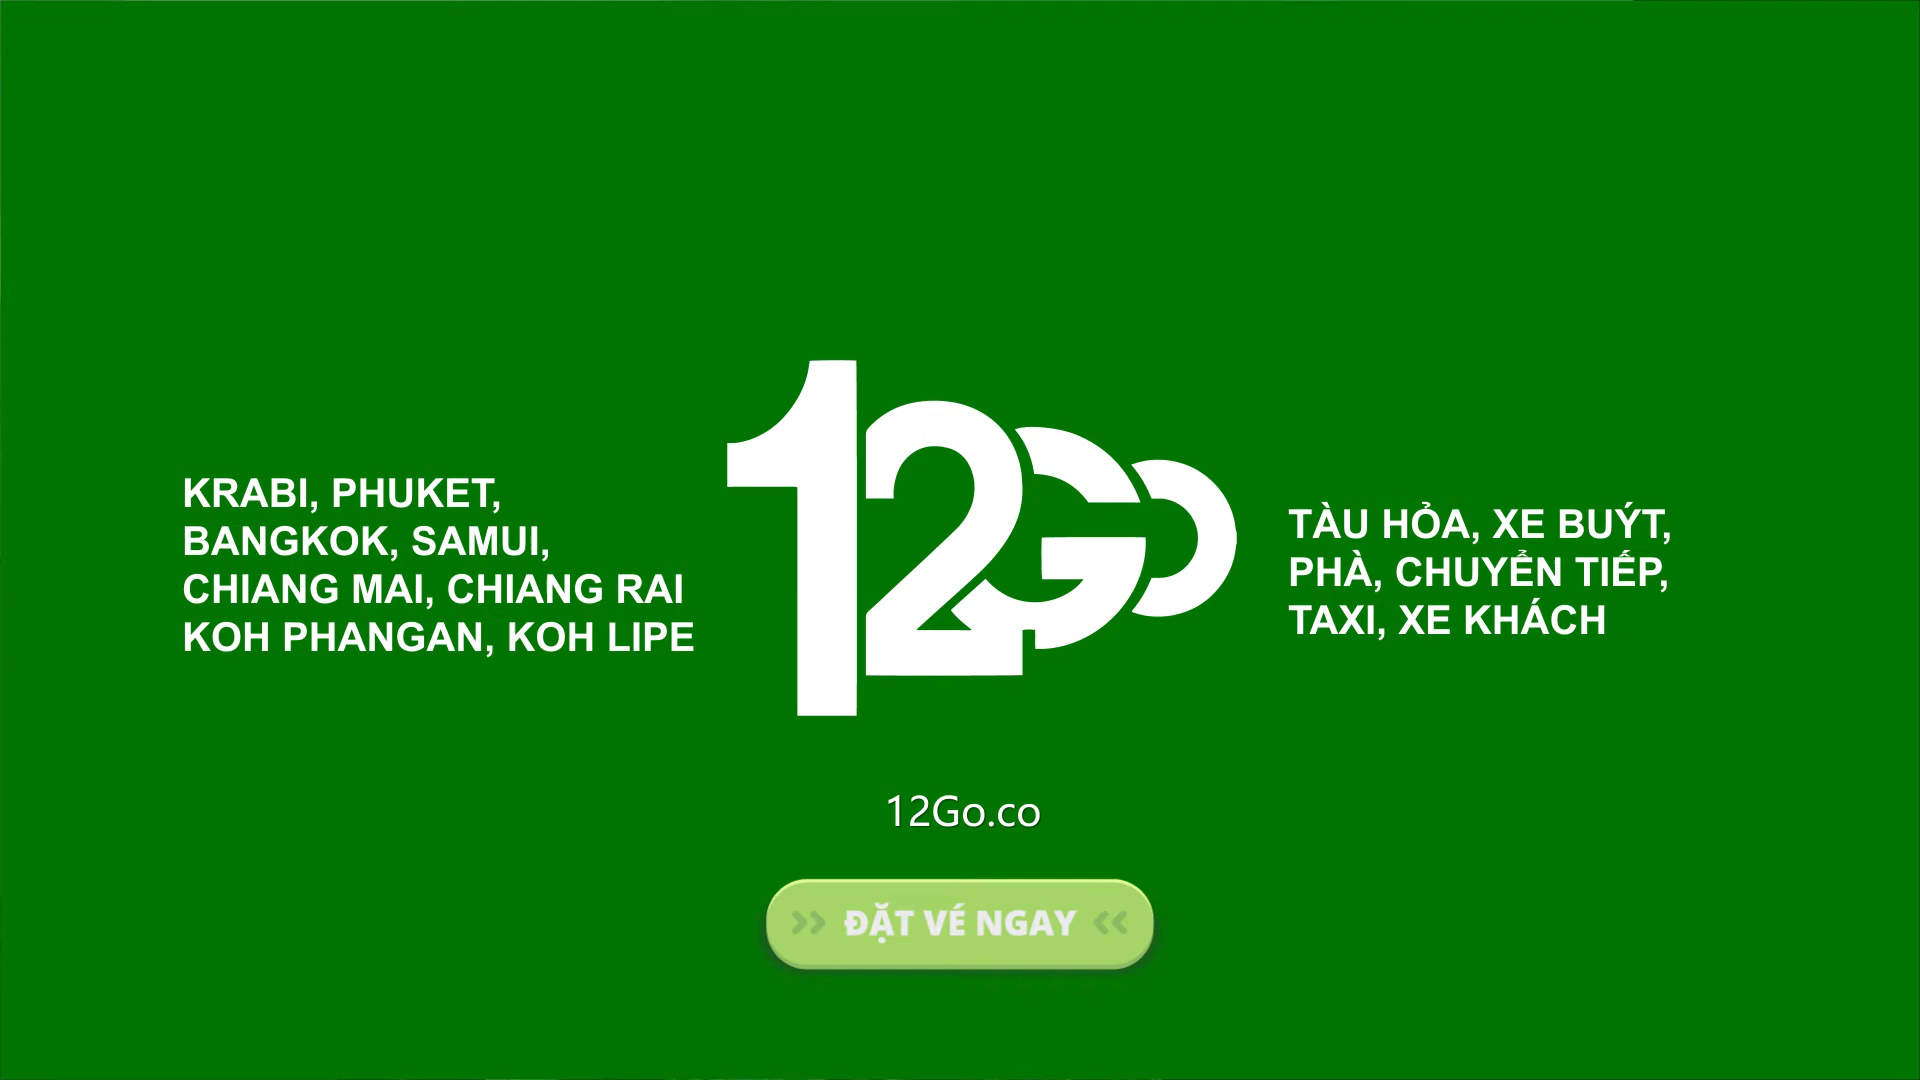 KRABI, PHUKET,
BANGKOK, SAMUI,
CHIANG MAI, CHIANG RAI
KOH PHANGAN, KOH LIPE
12Go
TÀU HỎA, XE BUÝT,
PHÀ, CHUYỂN TIẾP,
TAXI, XE KHÁCH
12Go.co
>> ĐẶT VÉ NGAY <<